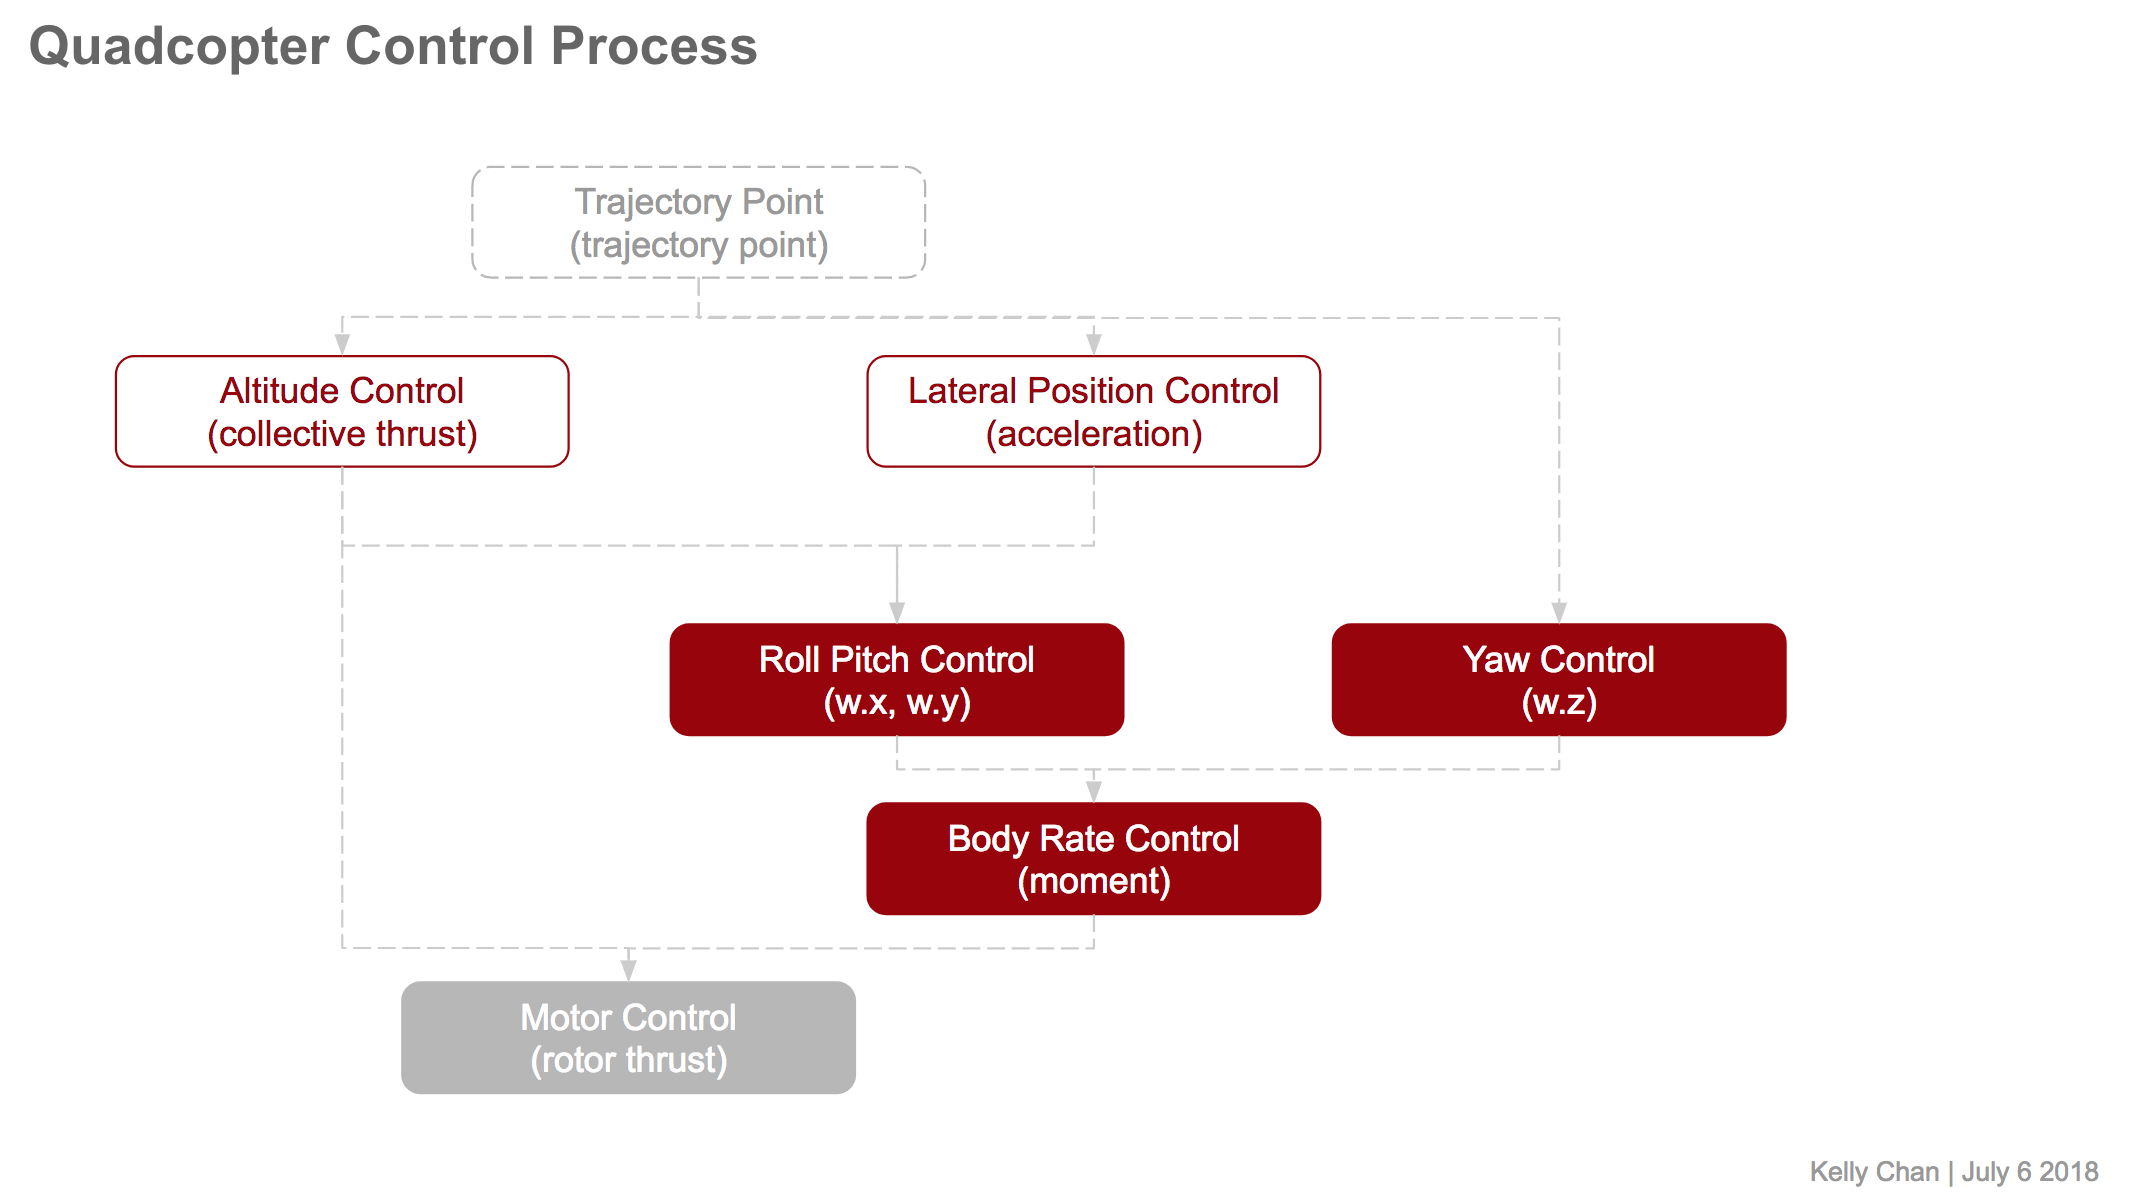 Quadcopter Control Process
Trajectory Point
(trajectory point)
Altitude Control
(collective thrust)
Lateral Position Control
(acceleration)
Roll Pitch Control
(w.x, w.y)
Yaw Control
(w.z)
Body Rate Control
(moment)
Motor Control
(rotor thrust)
Kelly Chan | July 6 2018